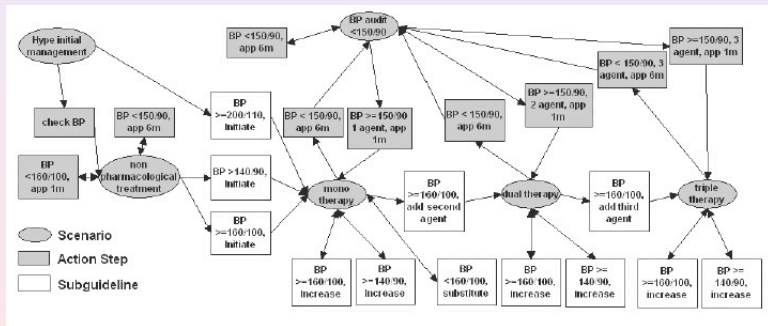 Hype initial
management
BP <150/90,
app 6m
BP audit
<150/90
BP >=150/90, 3
agent, app 1m
BP < 150/90, 3
agent, app 6m
check BP
BP <150/90,
app 6m
BP
>=200/110,
Initiate
BP < 150/90,
app 6m
BP >=150/90
1 agent, app
1m
BP < 150/90,
app 6m
BP >=150/90,
2 agent, app
1m
BP
<160/100,
app 1m
non
pharmacological
treatment
BP >140/90,
Initiate
BP
>=160/100,
Initiate
mono
therapy
BP
>=160/100,
add second
agent
dual therapy
BP
>=160/100,
add third
agent
triple
therapy
Scenario
Action Step
Subguideline
BP
>=160/100,
increase
BP
>=140/90,
increase
BP
<160/100,
substitute
BP
>=160/100,
increase
BP >=
140/90,
increase
BP
>=160/100,
increase
BP >=
140/90,
increase